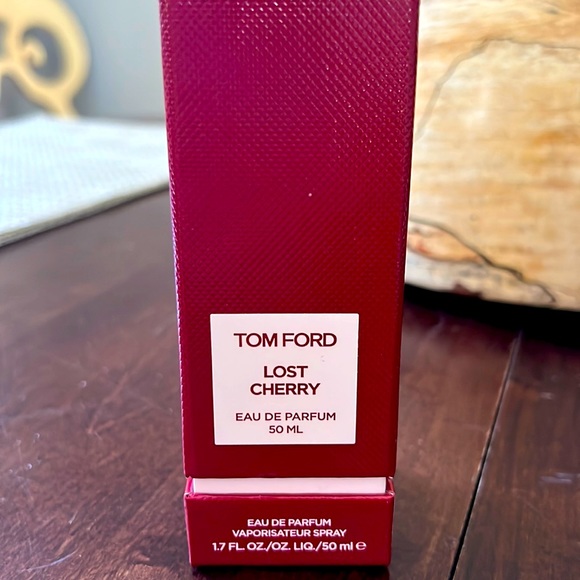 TOM FORD
LOST
CHERRY
EAU DE PARFUM
50 ML
EAU DE PARFUM
VAPORISATEUR SPRAY
1.7 FL. OZ./OZ. LIQ./50 ml ℮